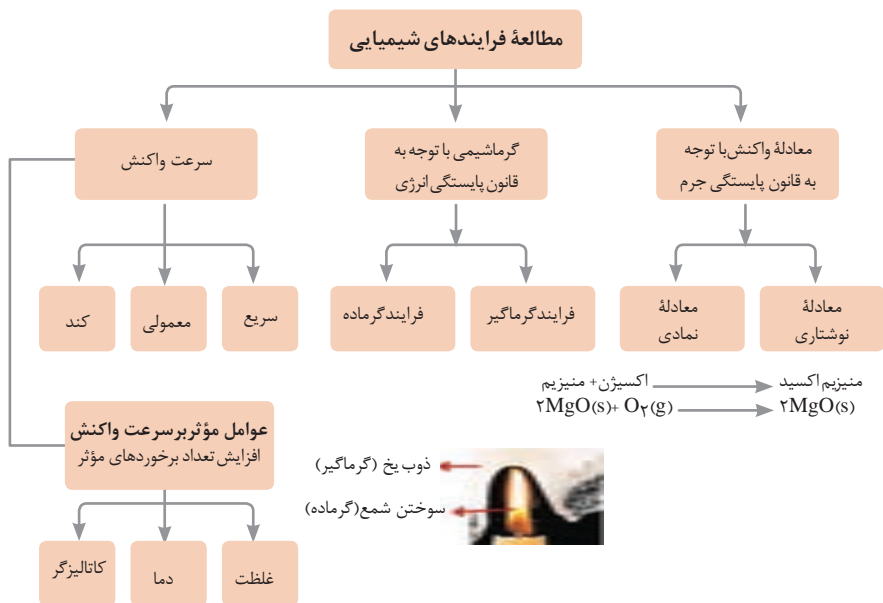 مطالعهٔ فرایندهای شیمیایی
معادلهٔ واکنش با توجه
به قانون پایستگی جرم
گرماشیمی با توجه به
قانون پایستگی انرژی
سرعت واکنش
معادلهٔ
نوشتاری
معادلهٔ
نمادی
فرایندگرماگیر
فرایندگرماده
سریع
معمولی
کند
منیزیم اکسید ⟵ اکسیژن + منیزیم
۲MgO(s)+ O۲(g) ⟶ ۲MgO(s)
عوامل مؤثر بر سرعت واکنش
افزایش تعداد برخوردهای مؤثر
غلظت
دما
کاتالیزگر
ذوب یخ (گرماگیر)
سوختن شمع(گرماده)